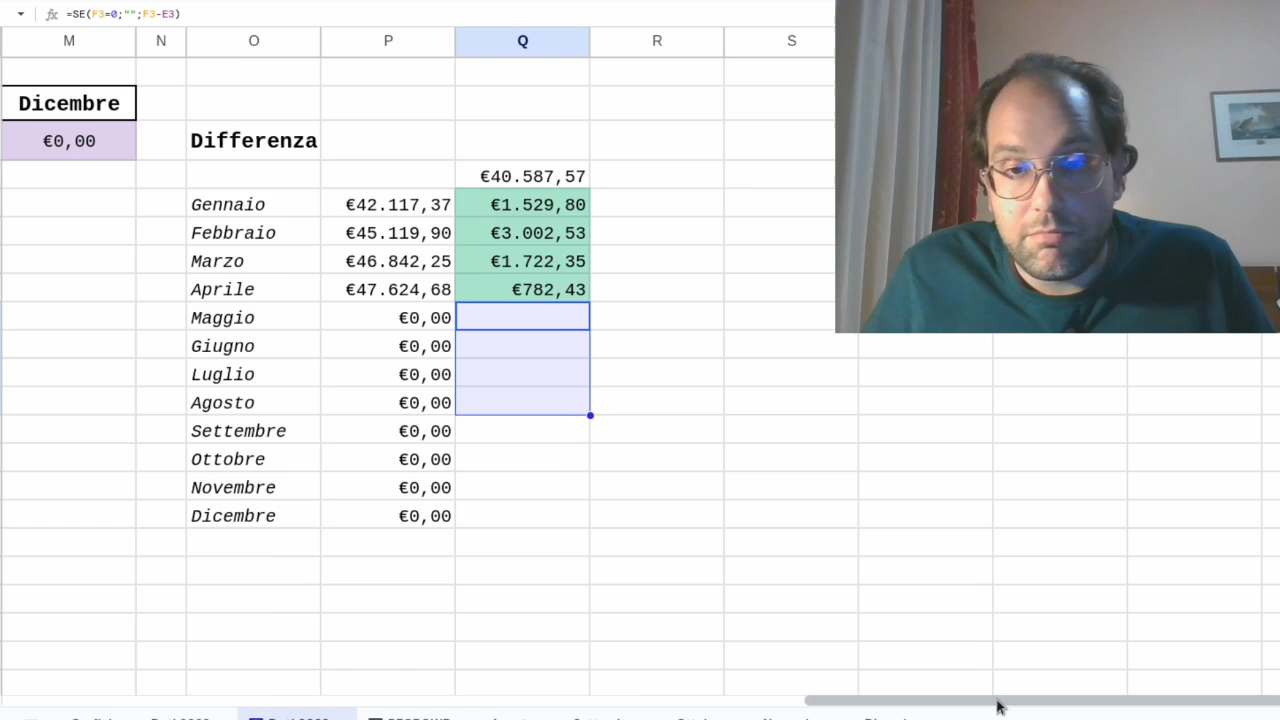 fx =SE(F3=0;"";F3-E3)
M N O P Q R S
Dicembre
€0,00 Differenza
€40.587,57
Gennaio €42.117,37 €1.529,80
Febbraio €45.119,90 €3.002,53
Marzo €46.842,25 €1.722,35
Aprile €47.624,68 €782,43
Maggio €0,00
Giugno €0,00
Luglio €0,00
Agosto €0,00
Settembre €0,00
Ottobre €0,00
Novembre €0,00
Dicembre €0,00